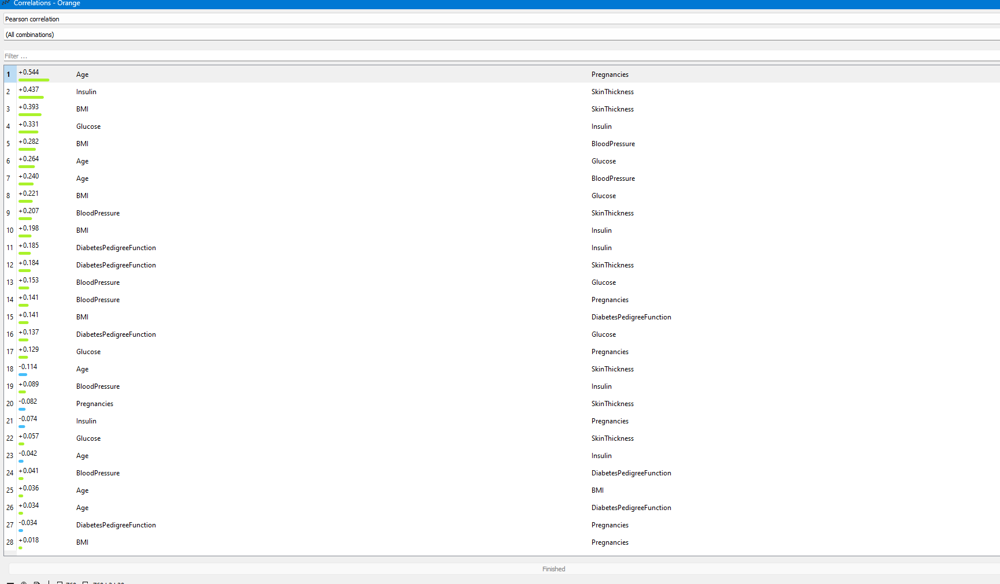 Correlations - Orange
Pearson correlation
(All combinations)
Filter ...
1 +0.544 Age Pregnancies
2 +0.437 Insulin SkinThickness
3 +0.393 BMI SkinThickness
4 +0.331 Glucose Insulin
5 +0.282 BMI BloodPressure
6 +0.264 Age Glucose
7 +0.240 Age BloodPressure
8 +0.221 BMI Glucose
9 +0.207 BloodPressure SkinThickness
10 +0.198 BMI Insulin
11 +0.185 DiabetesPedigreeFunction Insulin
12 +0.184 DiabetesPedigreeFunction SkinThickness
13 +0.153 BloodPressure Glucose
14 +0.141 BloodPressure Pregnancies
15 +0.141 BMI DiabetesPedigreeFunction
16 +0.137 DiabetesPedigreeFunction Glucose
17 +0.129 Glucose Pregnancies
18 -0.114 Age SkinThickness
19 +0.089 BloodPressure Insulin
20 -0.082 Pregnancies SkinThickness
21 -0.074 Insulin Pregnancies
22 +0.057 Glucose SkinThickness
23 -0.042 Age Insulin
24 +0.041 BloodPressure DiabetesPedigreeFunction
25 +0.036 Age BMI
26 +0.034 Age DiabetesPedigreeFunction
27 -0.034 DiabetesPedigreeFunction Pregnancies
28 +0.018 BMI Pregnancies
Finished